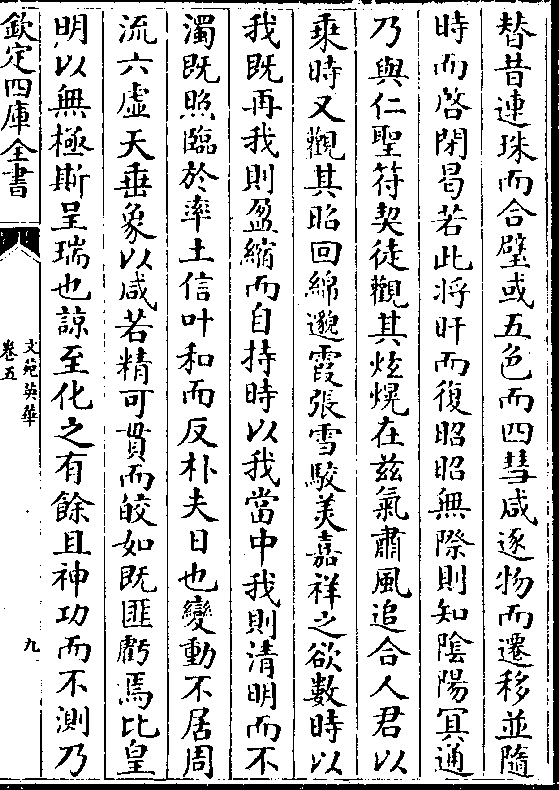 替昔連珠而合璧或五色而四彗咸逐物而遷移並隨
時而啓閉曷若此將旰而復昭昭無際則知隂陽冥通
乃與仁聖符契徒觀其炫熀在兹氣肅風追合人君以
乘時又觀其昭回綿邈霞張雪駮美嘉祥之欲數時以
我既再我則盈縮而自持時以我當中我則清明而不
濁既照臨於率土信叶和而反朴夫日也變動不居周
流六虛天垂象以咸若精可貫而皎如既匪虧焉比皇
明以無極斯呈瑞也諒至化之有餘且神功而不測乃
欽定四庫全書
文苑英華
卷五
九